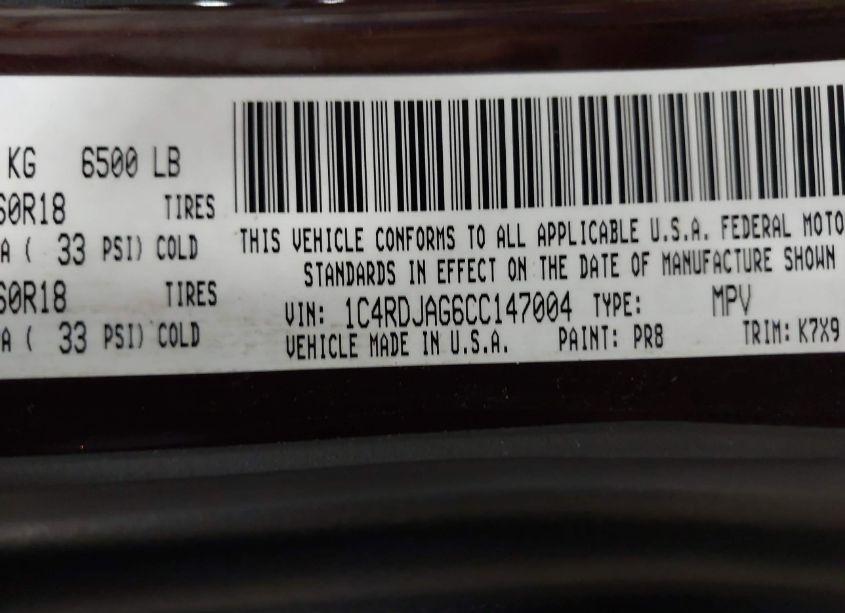 KG 6500 LB
60R18 TIRES
A ( 33 PSI) COLD
60R18 TIRES
A ( 33 PSI) COLD
THIS VEHICLE CONFORMS TO ALL APPLICABLE U.S.A. FEDERAL MOTO
STANDARDS IN EFFECT ON THE DATE OF MANUFACTURE SHOWN
VIN: 1C4RDJAG6CC147004 TYPE: MPV
VEHICLE MADE IN U.S.A. PAINT: PR8 TRIM: K7X9